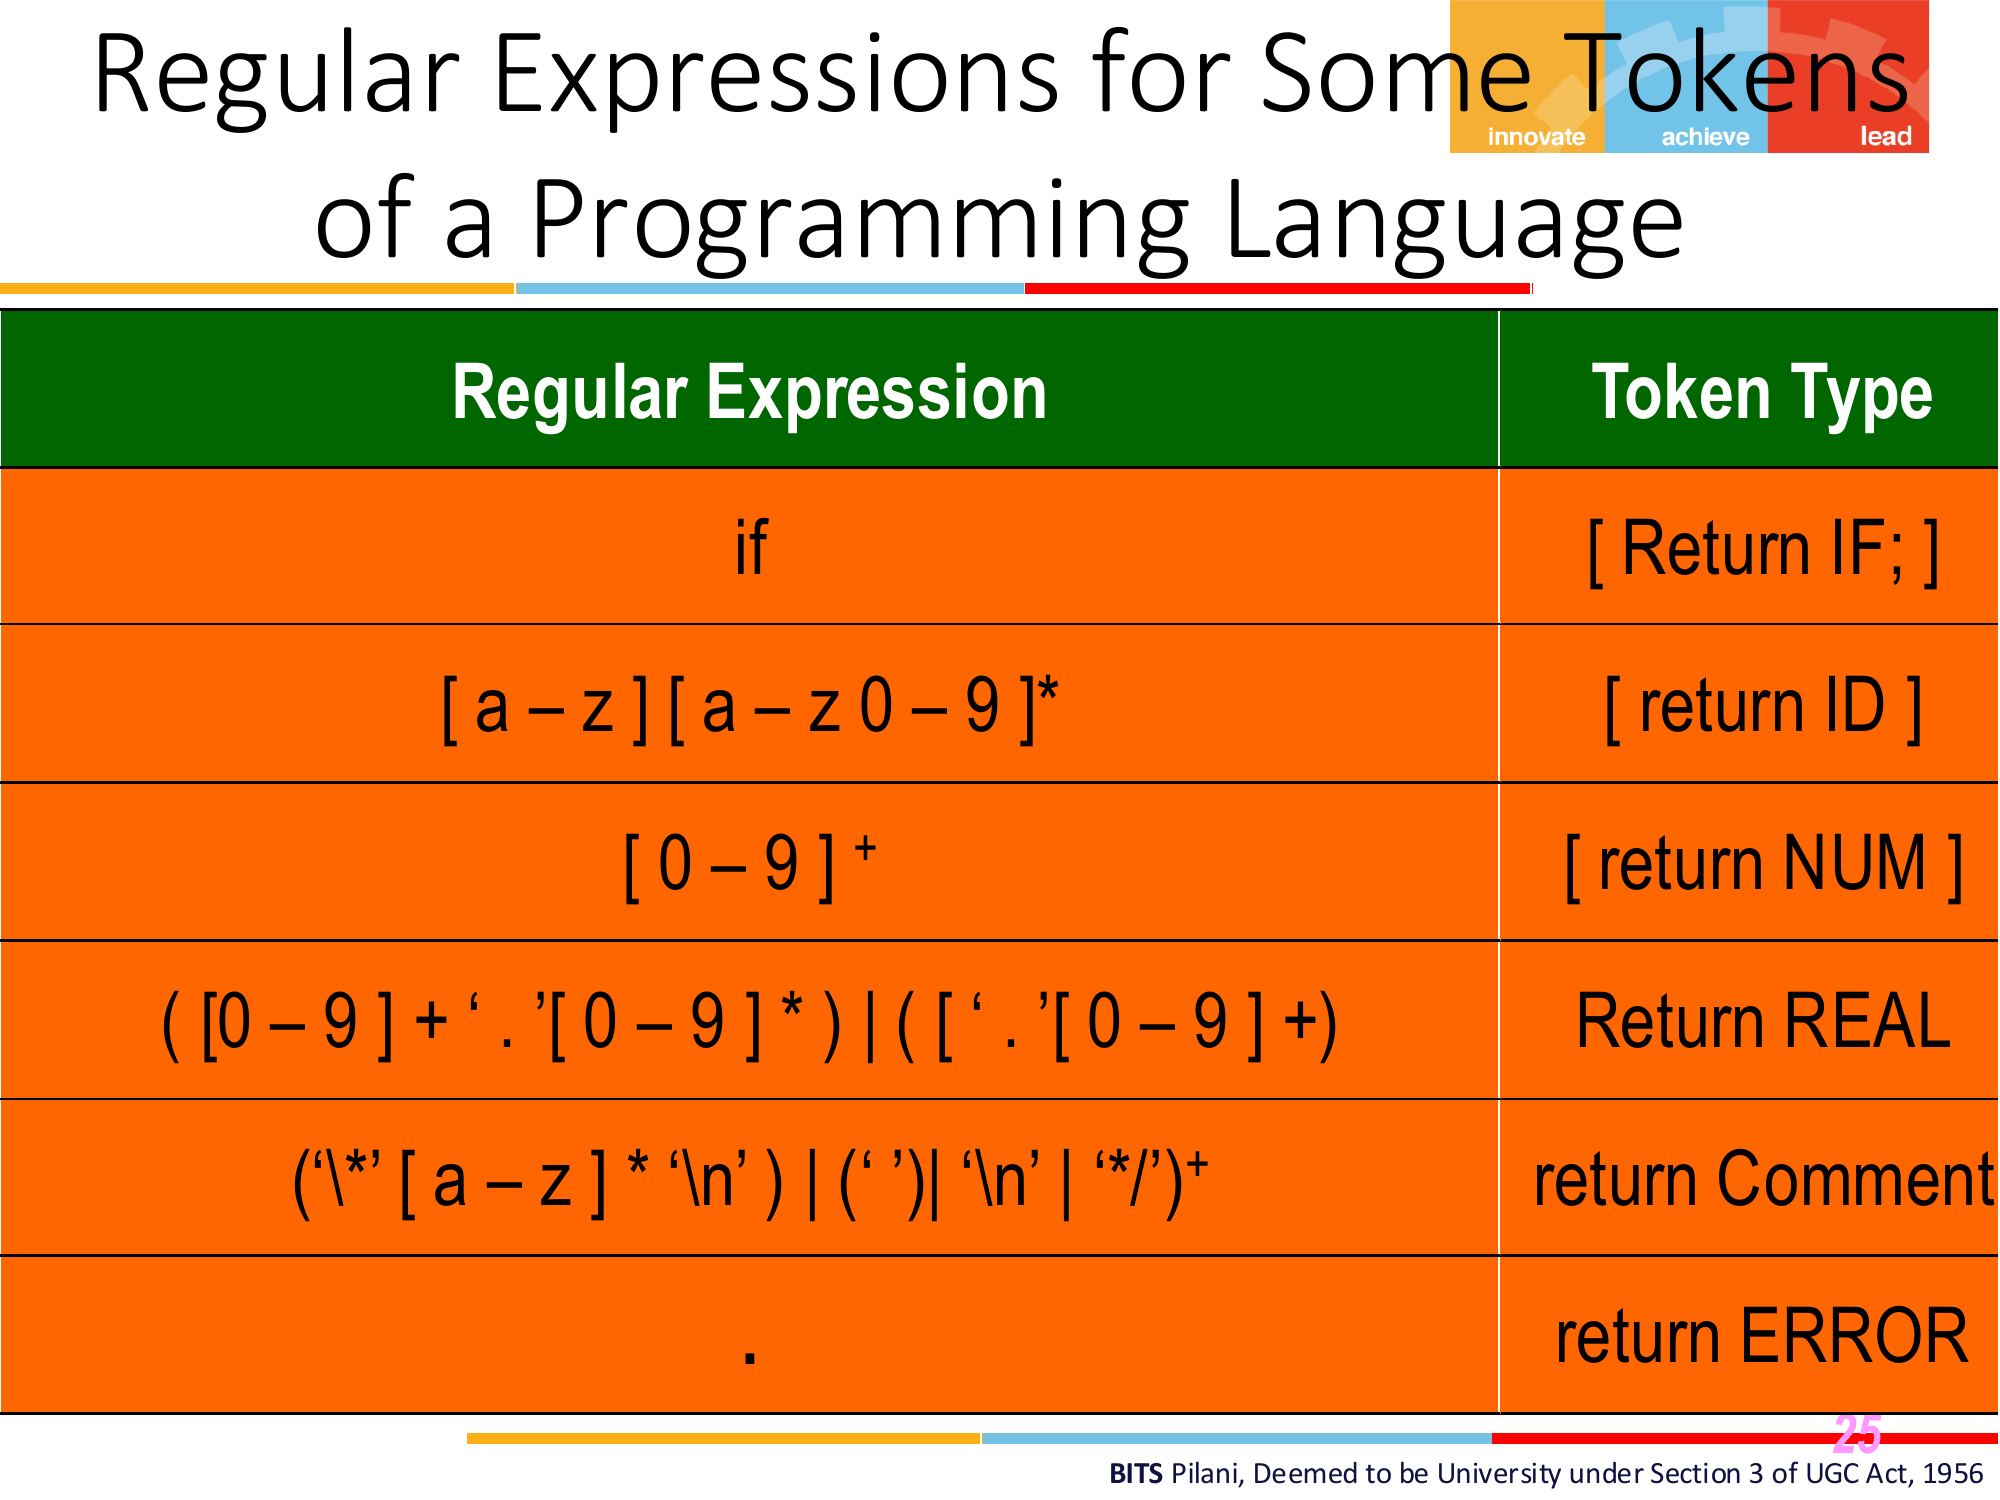 Regular Expressions for Some Tokens
innovate achieve lead
of a Programming Language
Regular Expression Token Type
if [ Return IF; ]
[ a – z ] [ a – z 0 – 9 ]* [ return ID ]
[ 0 – 9 ] + [ return NUM ]
( [0 – 9 ] + ‘ . ’[ 0 – 9 ] * ) | ( [ ‘ . ’[ 0 – 9 ] +) Return REAL
(‘\*’ [ a – z ] * ‘\n’ ) | (‘ ’)| ‘\n’ | ‘*/’)+ return Comment
. return ERROR
25
BITS Pilani, Deemed to be University under Section 3 of UGC Act, 1956